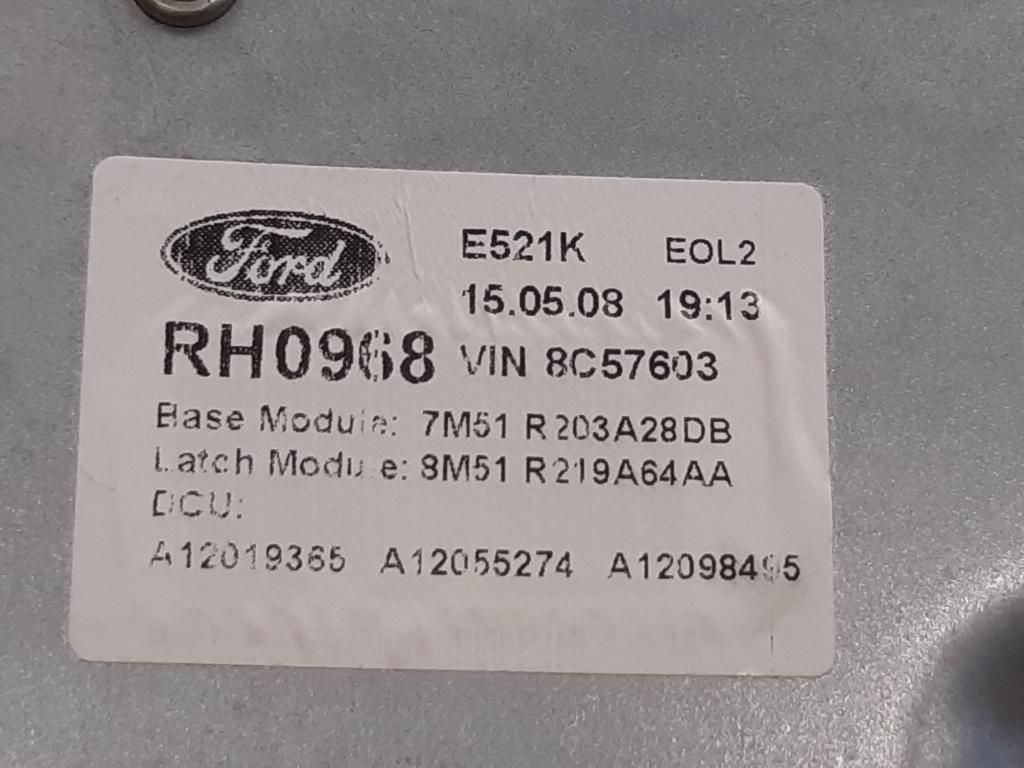 Ford
E521K EOL2
15.05.08 19:13
RH0968 VIN 8C57603
Base Module: 7M51 R203A28DB
Latch Module: 8M51 R219A64AA
DCU:
A12019365 A12055274